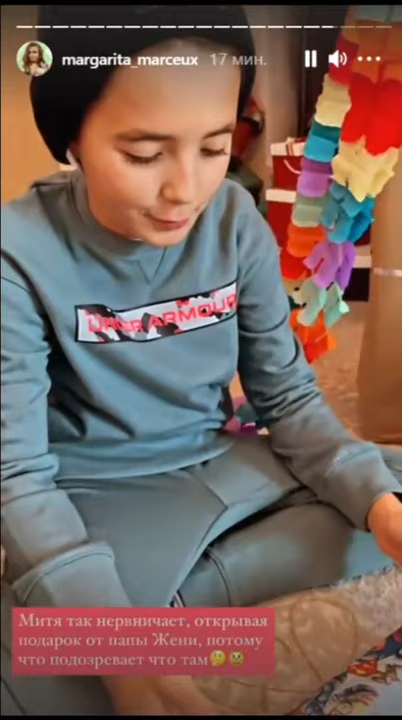 margarita_marceux 17 мин.
UNDER ARMOUR
Митя так нервничает, открывая
подарок от папы Жени, потому
что подозревает что там🤔😿